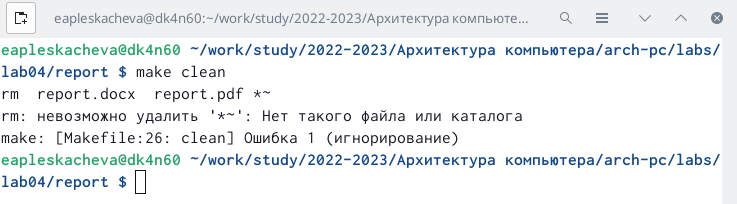 eapleskacheva@dk4n60:~/work/study/2022-2023/Архитектура компьюте...
eapleskacheva@dk4n60 ~/work/study/2022-2023/Архитектура компьютера/arch-pc/labs/
lab04/report $ make clean
rm  report.docx  report.pdf *~
rm: невозможно удалить '*~': Нет такого файла или каталога
make: [Makefile:26: clean] Ошибка 1 (игнорирование)
eapleskacheva@dk4n60 ~/work/study/2022-2023/Архитектура компьютера/arch-pc/labs/
lab04/report $